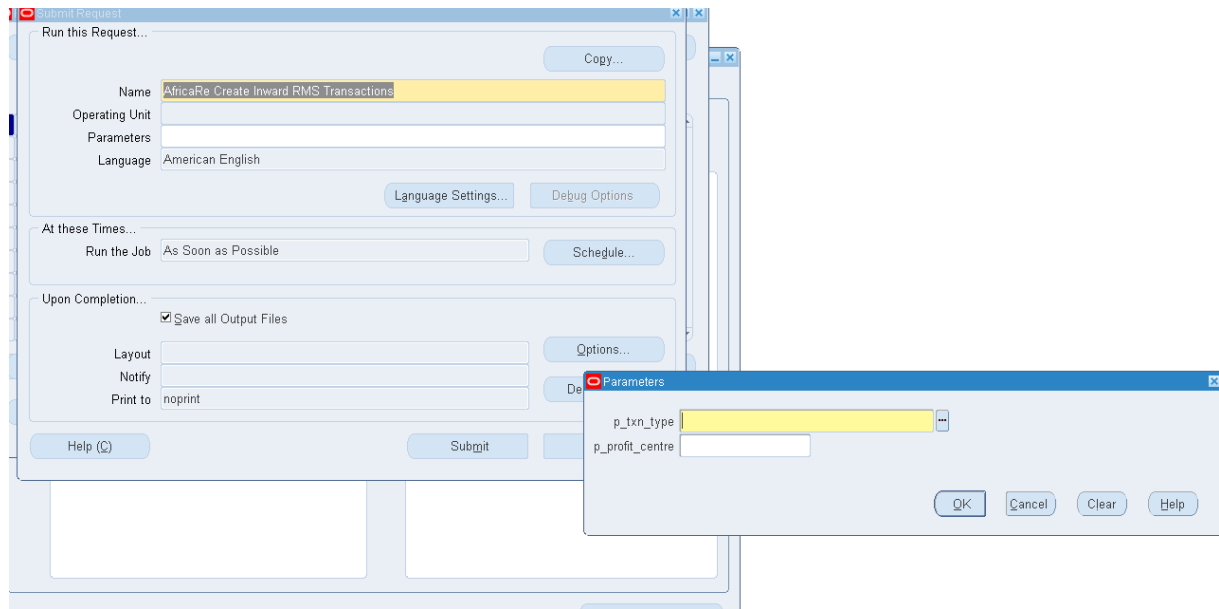 Submit Request
Run this Request...
Copy...
Name AfricaRe Create Inward RMS Transactions
Operating Unit
Parameters
Language American English
Language Settings... Debug Options
At these Times...
Run the Job As Soon as Possible Schedule...
Upon Completion...
Save all Output Files
Layout Options...
Notify
De
Print to noprint
Help (C) Submit
Parameters
p_txn_type
p_profit_centre
OK Cancel Clear Help